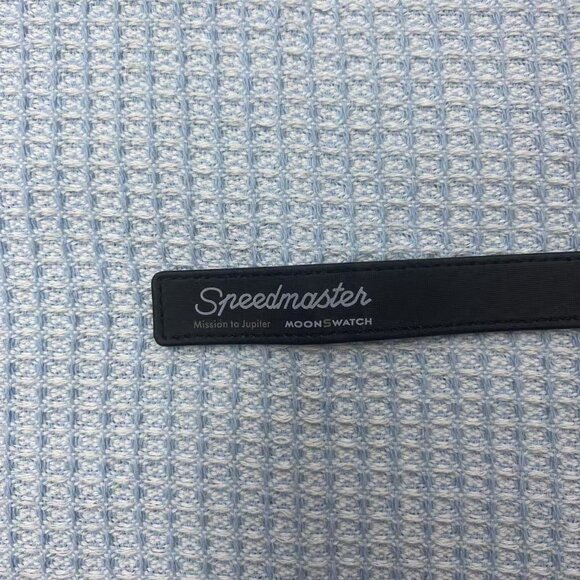 Speedmaster
Mission to Jupiter MOONSWATCH